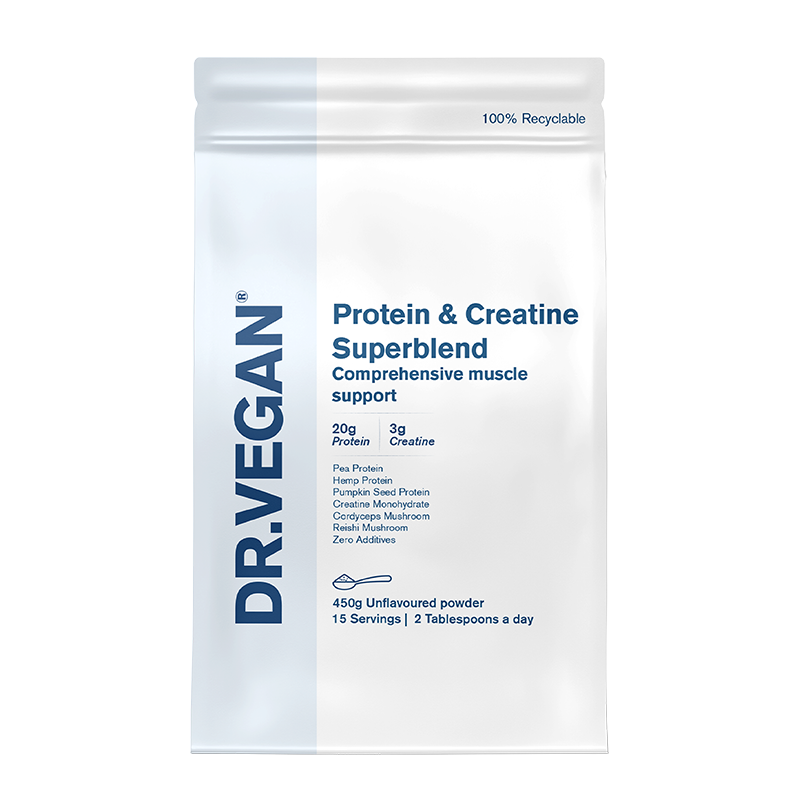 100% Recyclable
DR.VEGAN®
Protein & Creatine
Superblend
Comprehensive muscle
support
20g
Protein
3g
Creatine
Pea Protein
Hemp Protein
Pumpkin Seed Protein
Creatine Monohydrate
Cordyceps Mushroom
Reishi Mushroom
Zero Additives
450g Unflavoured powder
15 Servings | 2 Tablespoons a day